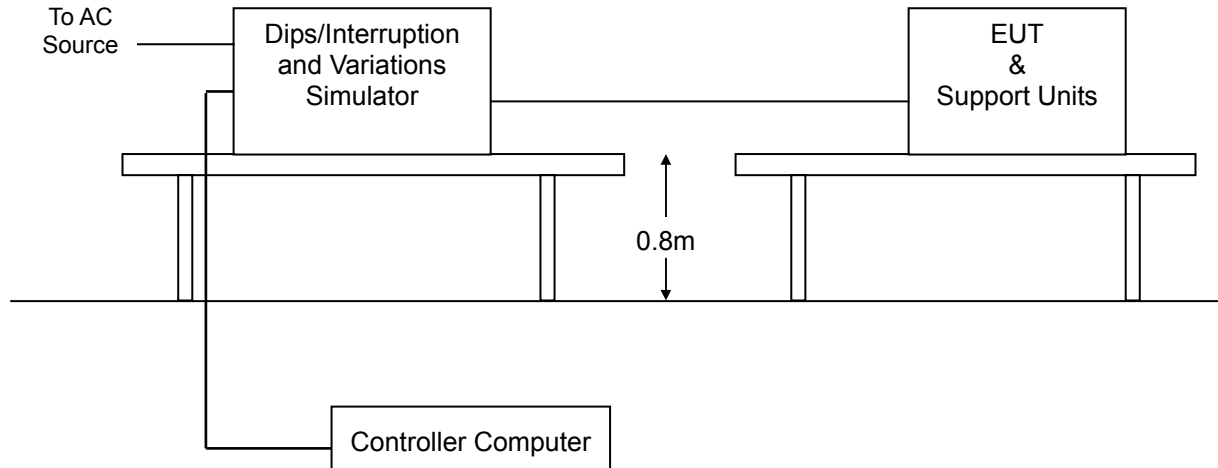 To AC
Source
Dips/Interruption
and Variations
Simulator
EUT
&
Support Units
0.8m
Controller Computer